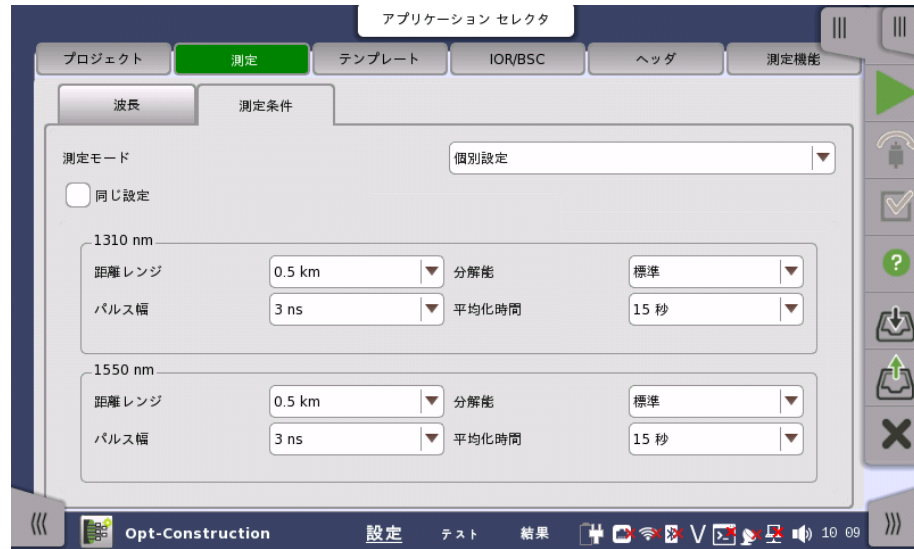 アプリケーション セレクタ
プロジェクト 測定 テンプレート IOR/BSC ヘッダ 測定機能
波長 測定条件
測定モード 個別設定
同じ設定
1310 nm
距離レンジ 0.5 km 分解能 標準
パルス幅 3 ns 平均化時間 15 秒
1550 nm
距離レンジ 0.5 km 分解能 標準
パルス幅 3 ns 平均化時間 15 秒
Opt-Construction 設定 テスト 結果 V 10 09